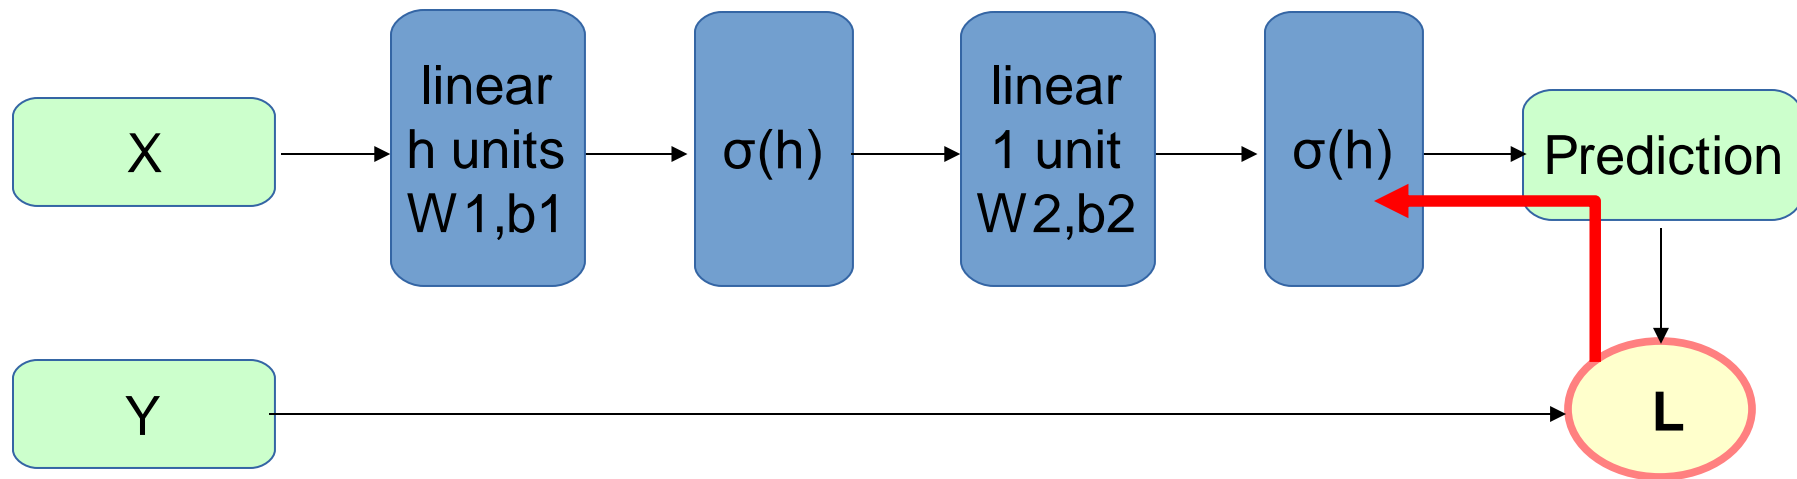 X
linear
h units
W1,b1
σ(h)
linear
1 unit
W2,b2
σ(h)
Prediction
Y
L